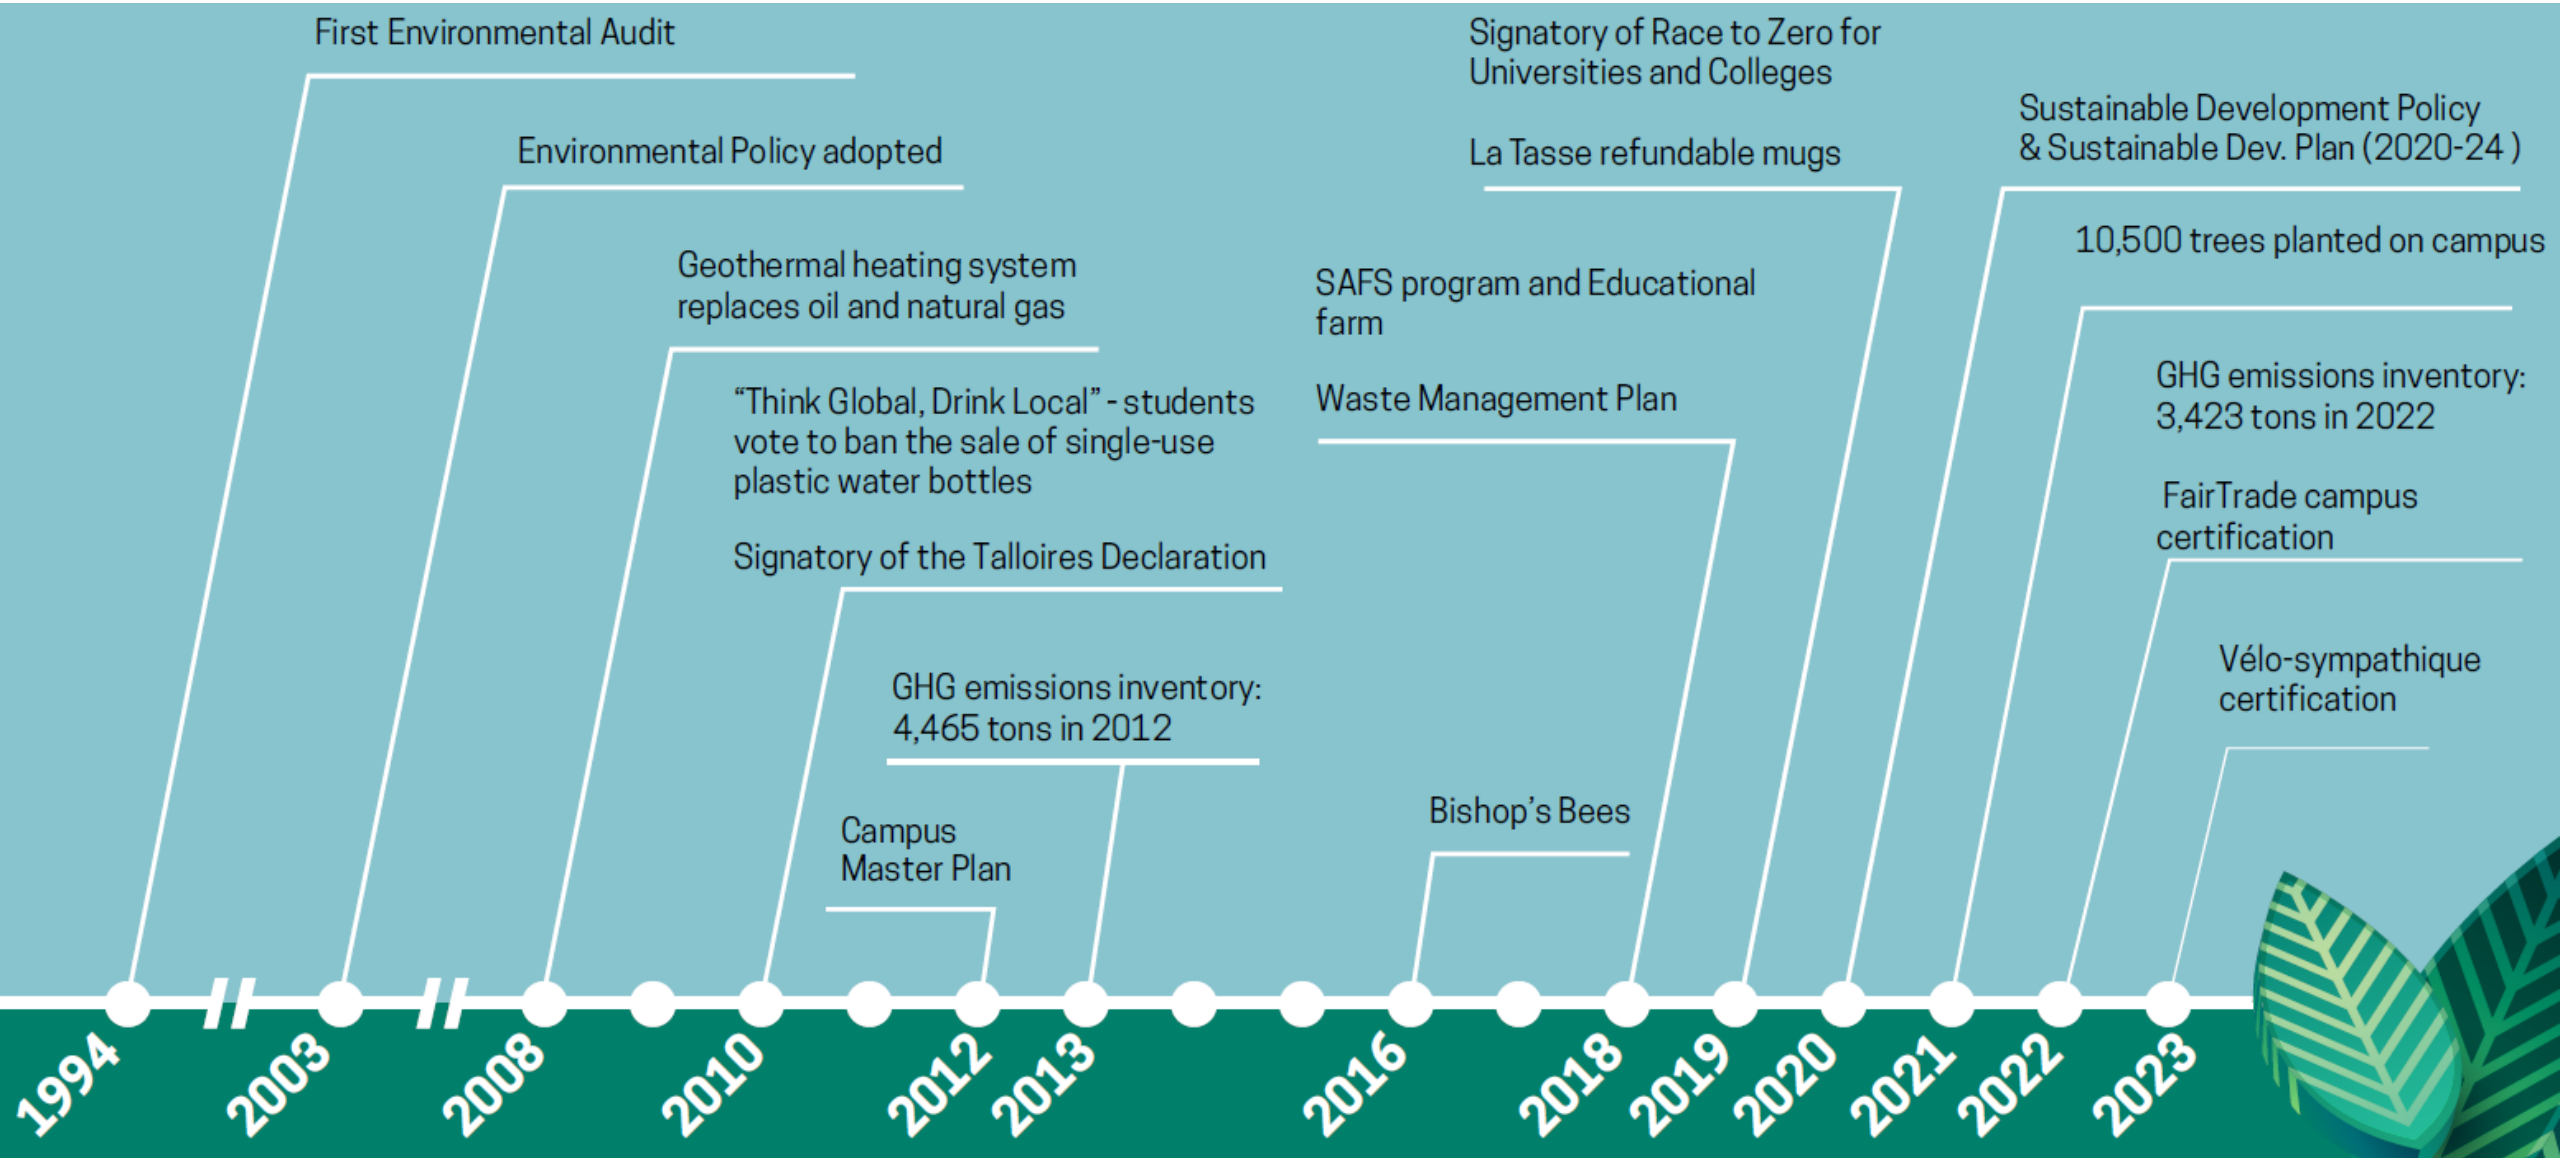 First Environmental Audit
Environmental Policy adopted
Geothermal heating system
replaces oil and natural gas
“Think Global, Drink Local” - students
vote to ban the sale of single-use
plastic water bottles
Signatory of the Talloires Declaration
GHG emissions inventory:
4,465 tons in 2012
Campus
Master Plan
Signatory of Race to Zero for
Universities and Colleges
La Tasse refundable mugs
SAFS program and Educational
farm
Waste Management Plan
Bishop’s Bees
Sustainable Development Policy
& Sustainable Dev. Plan (2020-24 )
10,500 trees planted on campus
GHG emissions inventory:
3,423 tons in 2022
FairTrade campus
certification
Vélo-sympathique
certification
1994
2003
2008
2010
2012
2013
2016
2018
2019
2020
2021
2022
2023